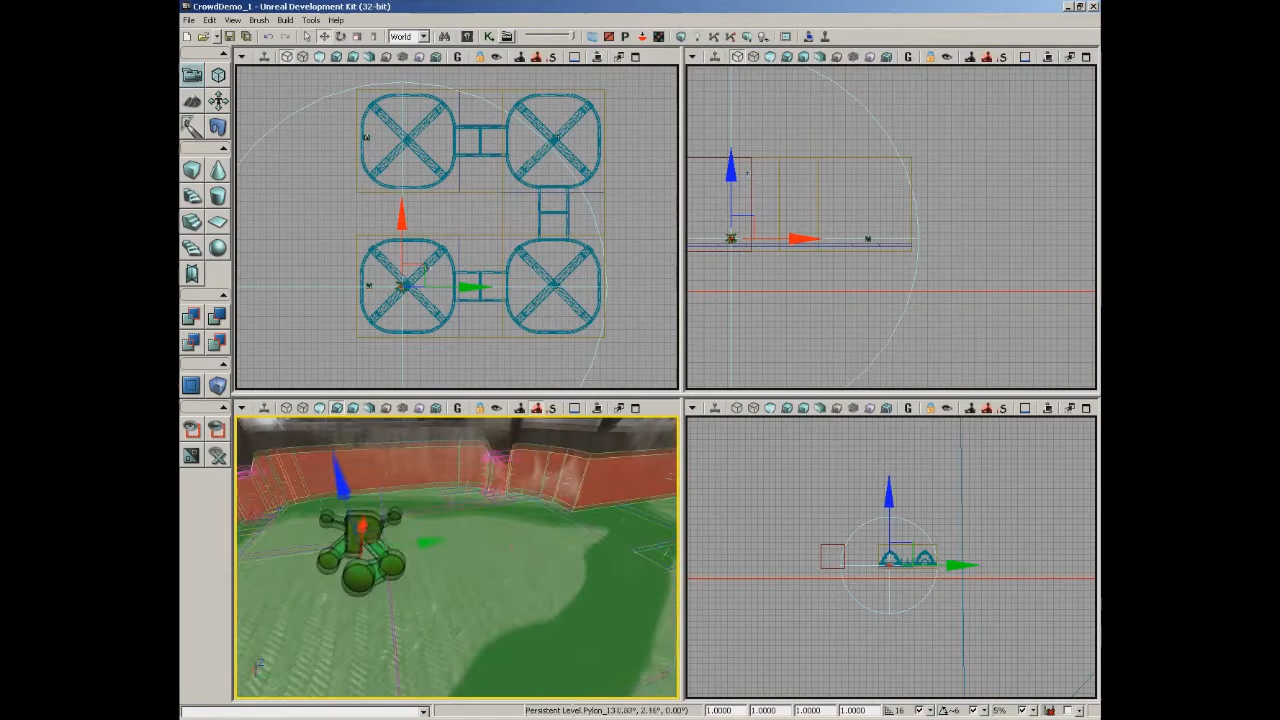 CrowdDemo_1 - Unreal Development Kit (32-bit)
File Edit View Brush Build Tools Help
World
P
K
G
S
G
S
G
S
G
S
Z
Persistent Level.Pylon_13
1.0000 1.0000 1.0000 1.0000 16 ~6 5%